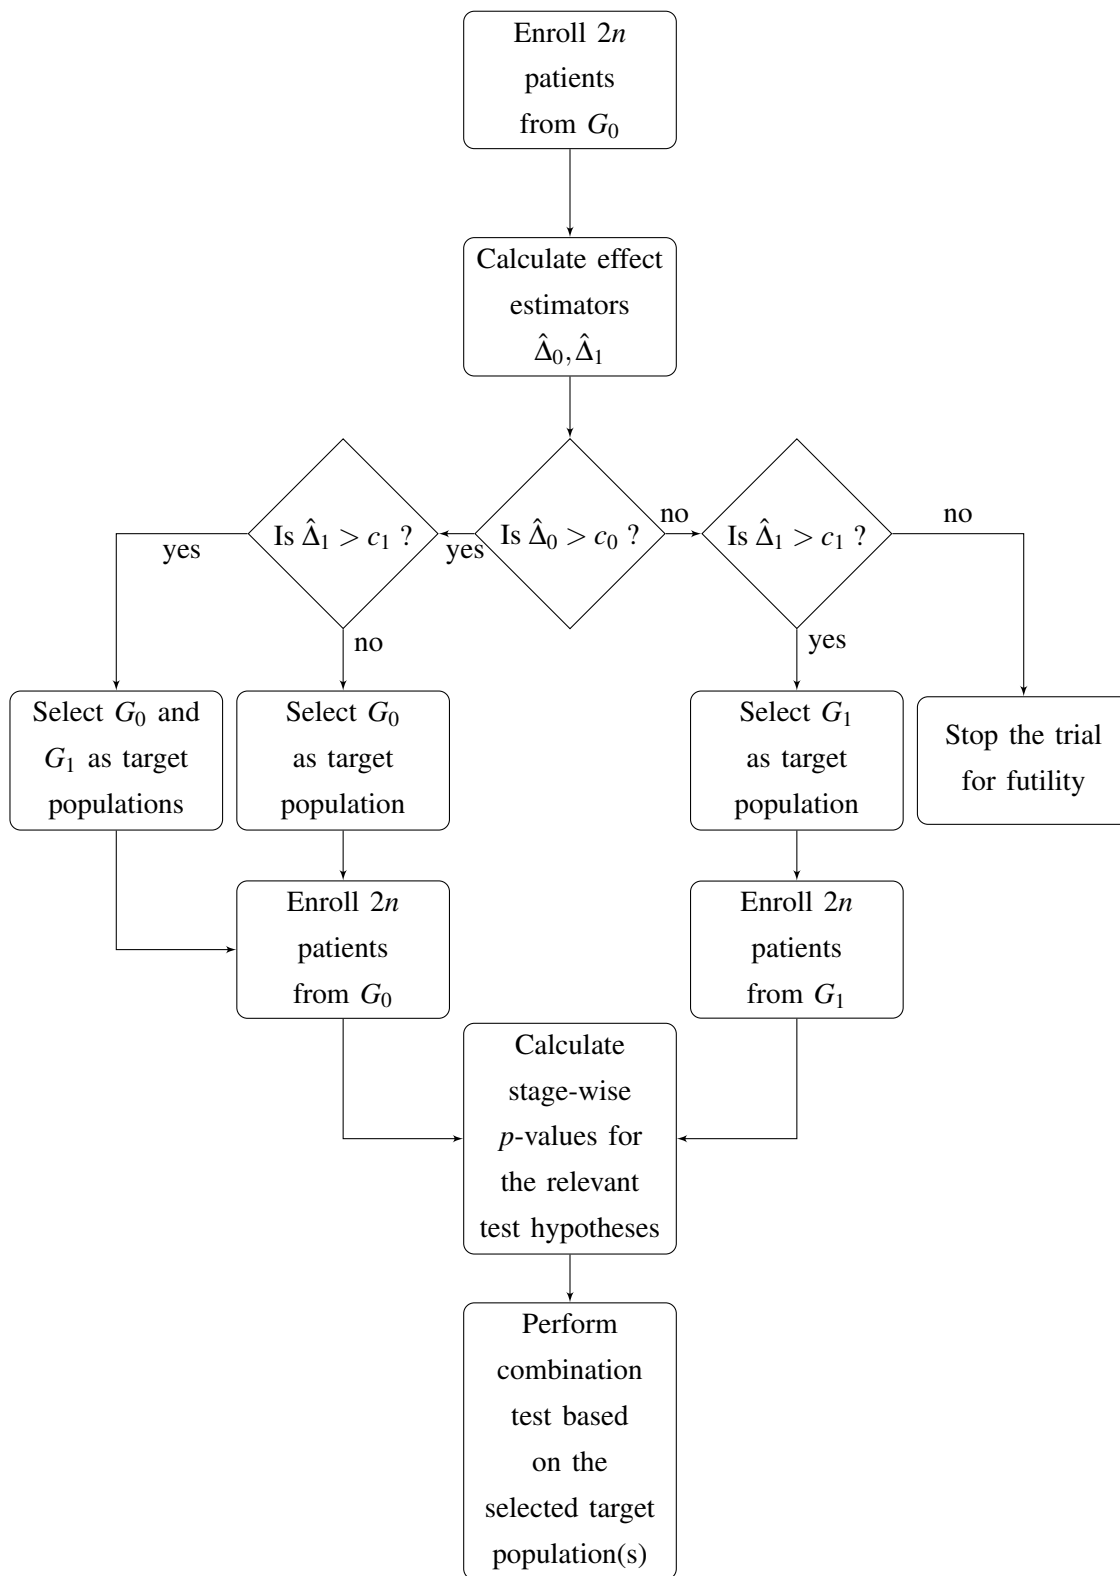 Enroll 2n
patients
from G₀
Calculate effect
estimators
Δ̂₀, Δ̂₁
Is Δ̂₁ > c₁ ?
yes
Is Δ̂₀ > c₀ ?
no
Is Δ̂₁ > c₁ ?
no
yes
no
yes
Select G₀ and
G₁ as target
populations
Select G₀
as target
population
Select G₁
as target
population
Stop the trial
for futility
Enroll 2n
patients
from G₀
Enroll 2n
patients
from G₁
Calculate
stage-wise
p-values for
the relevant
test hypotheses
Perform
combination
test based
on the
selected target
population(s)